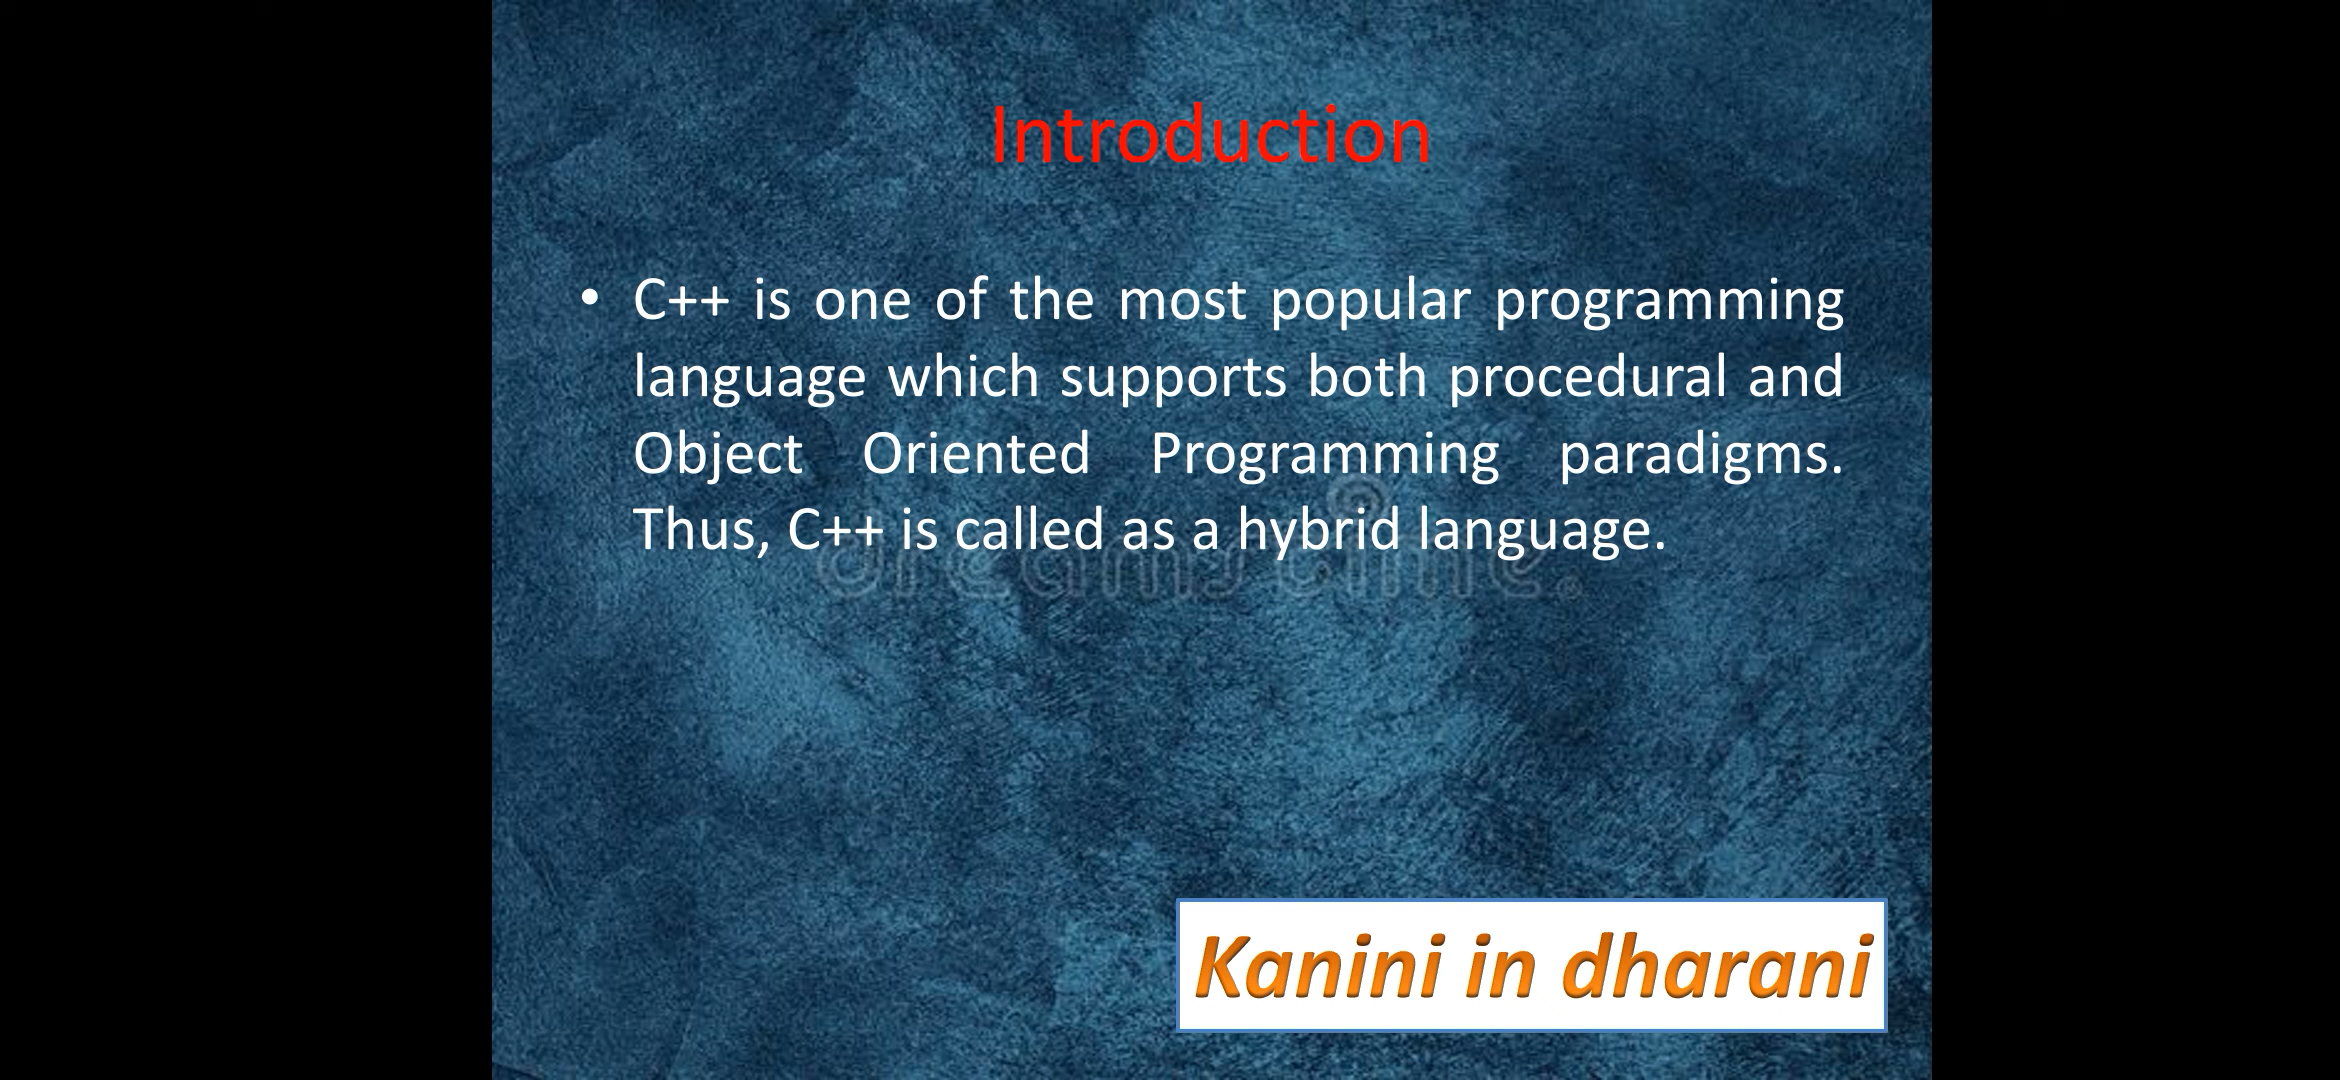 Introduction
• C++ is one of the most popular programming
language which supports both procedural and
Object Oriented Programming paradigms.
Thus, C++ is called as a hybrid language.
dreamstime.
Kanini in dharani